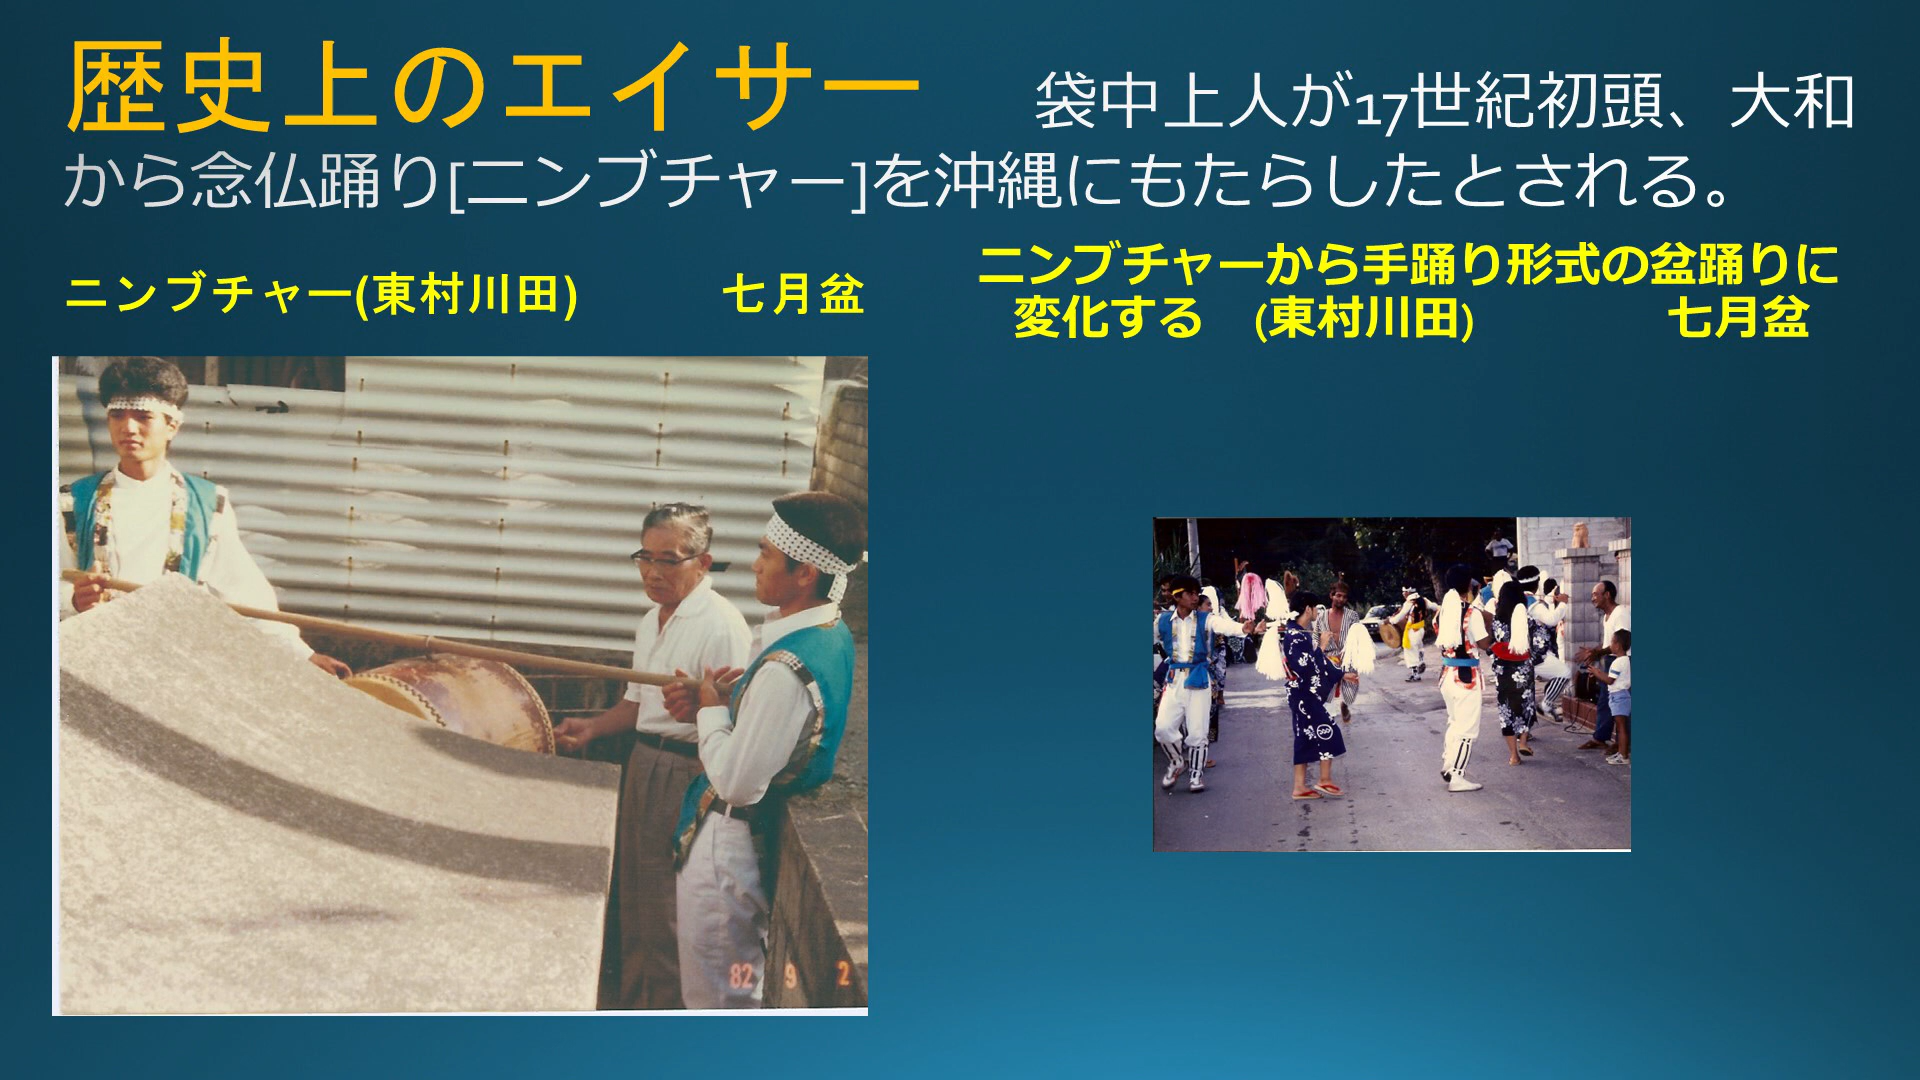 歴史上のエイサー　袋中上人が17世紀初頭、大和
から念仏踊り[ニンブチャー]を沖縄にもたらしたとされる。
ニンブチャー(東村川田)　　　七月盆
ニンブチャーから手踊り形式の盆踊りに
変化する　(東村川田)　　　　七月盆
82 9 2